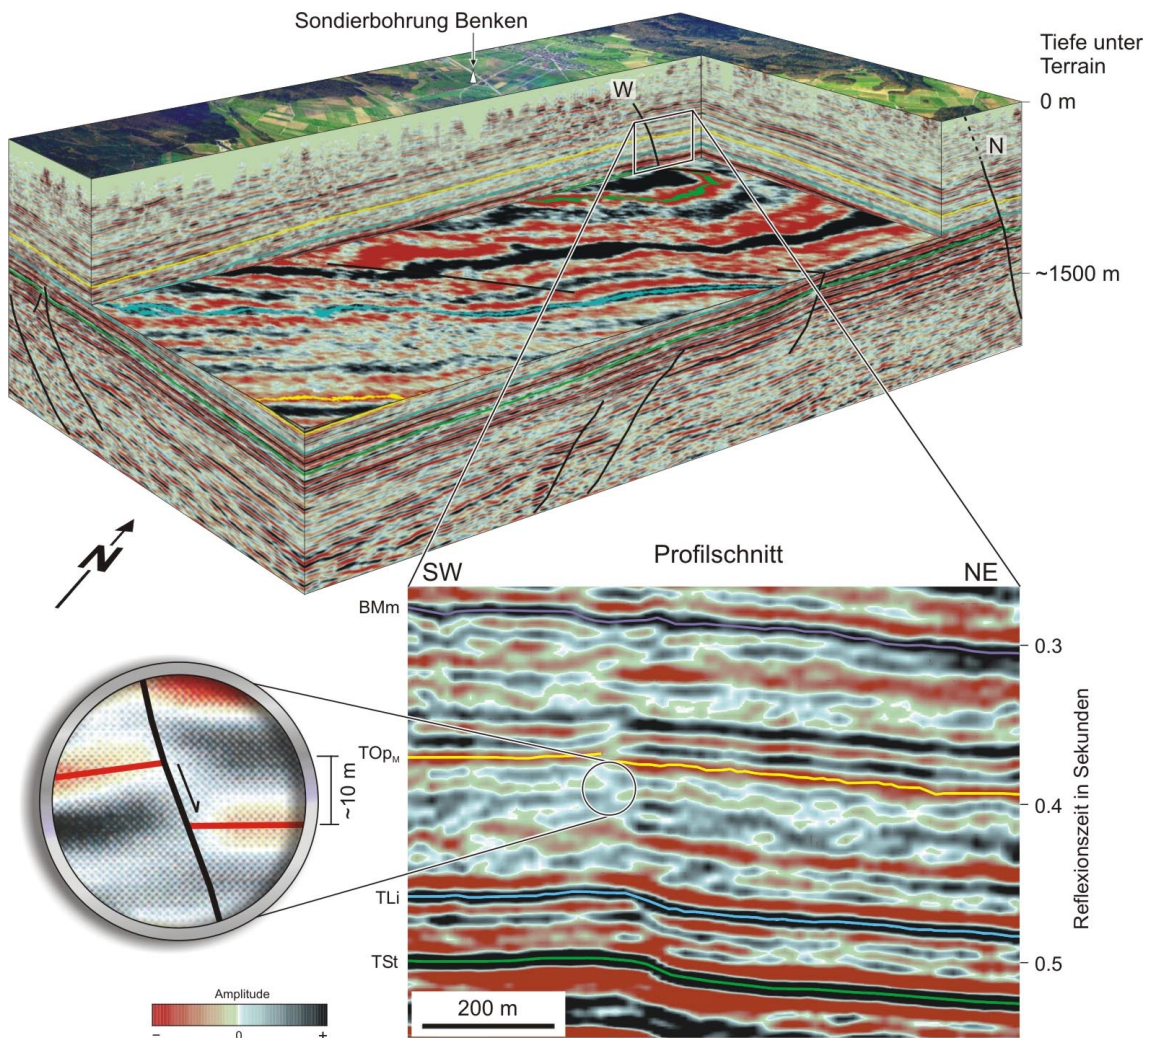 Sondierbohrung Benken
Tiefe unter
Terrain
0 m
W
N
~1500 m
N
Profilschnitt
SW
NE
BMm
0.3
TOpM
~10 m
0.4
Reflexionszeit in Sekunden
TLi
TSt
0.5
200 m
Amplitude
− 0 +